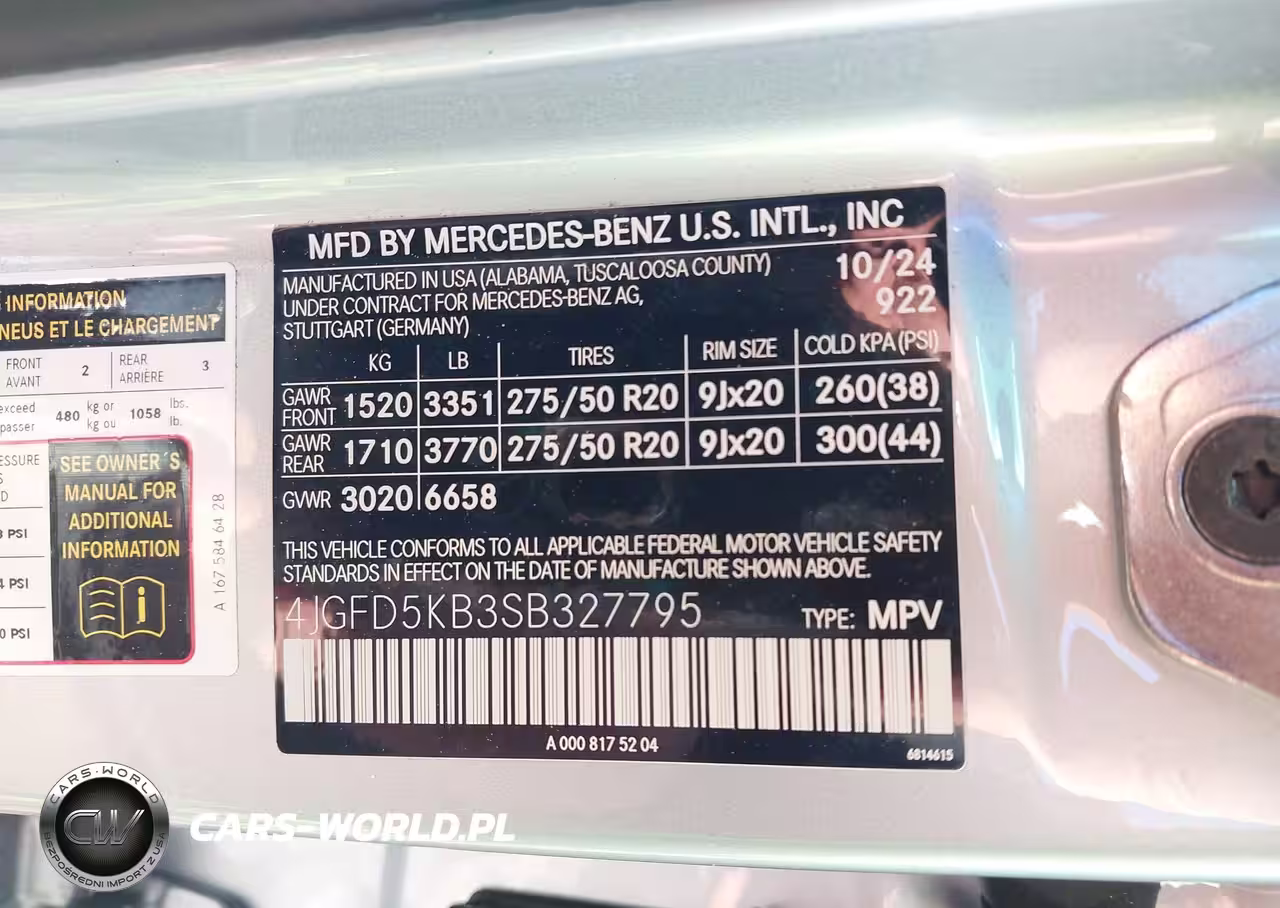 INFORMATION
NEUS ET LE CHARGEMENT
FRONT
AVANT
2
REAR
ARRIÈRE
3
exceed
passer
480
kg or
kg ou
1058
lbs.
lb.
ESSURE
S
D
PSI
4 PSI
0 PSI
SEE OWNER´S
MANUAL FOR
ADDITIONAL
INFORMATION
i
A 167 584 64 28
MFD BY MERCEDES-BENZ U.S. INTL., INC
MANUFACTURED IN USA (ALABAMA, TUSCALOOSA COUNTY) 10/24
UNDER CONTRACT FOR MERCEDES-BENZ AG, 922
STUTTGART (GERMANY)
KG LB TIRES RIM SIZE COLD KPA (PSI)
GAWR FRONT 1520 3351 275/50 R20 9Jx20 260(38)
GAWR REAR 1710 3770 275/50 R20 9Jx20 300(44)
GVWR 3020 6658
THIS VEHICLE CONFORMS TO ALL APPLICABLE FEDERAL MOTOR VEHICLE SAFETY
STANDARDS IN EFFECT ON THE DATE OF MANUFACTURE SHOWN ABOVE.
4JGFD5KB3SB327795 TYPE: MPV
A 000 817 52 04
6814615
CARS-WORLD
CW
BEZPOŚREDNI IMPORT Z USA
CARS-WORLD.PL